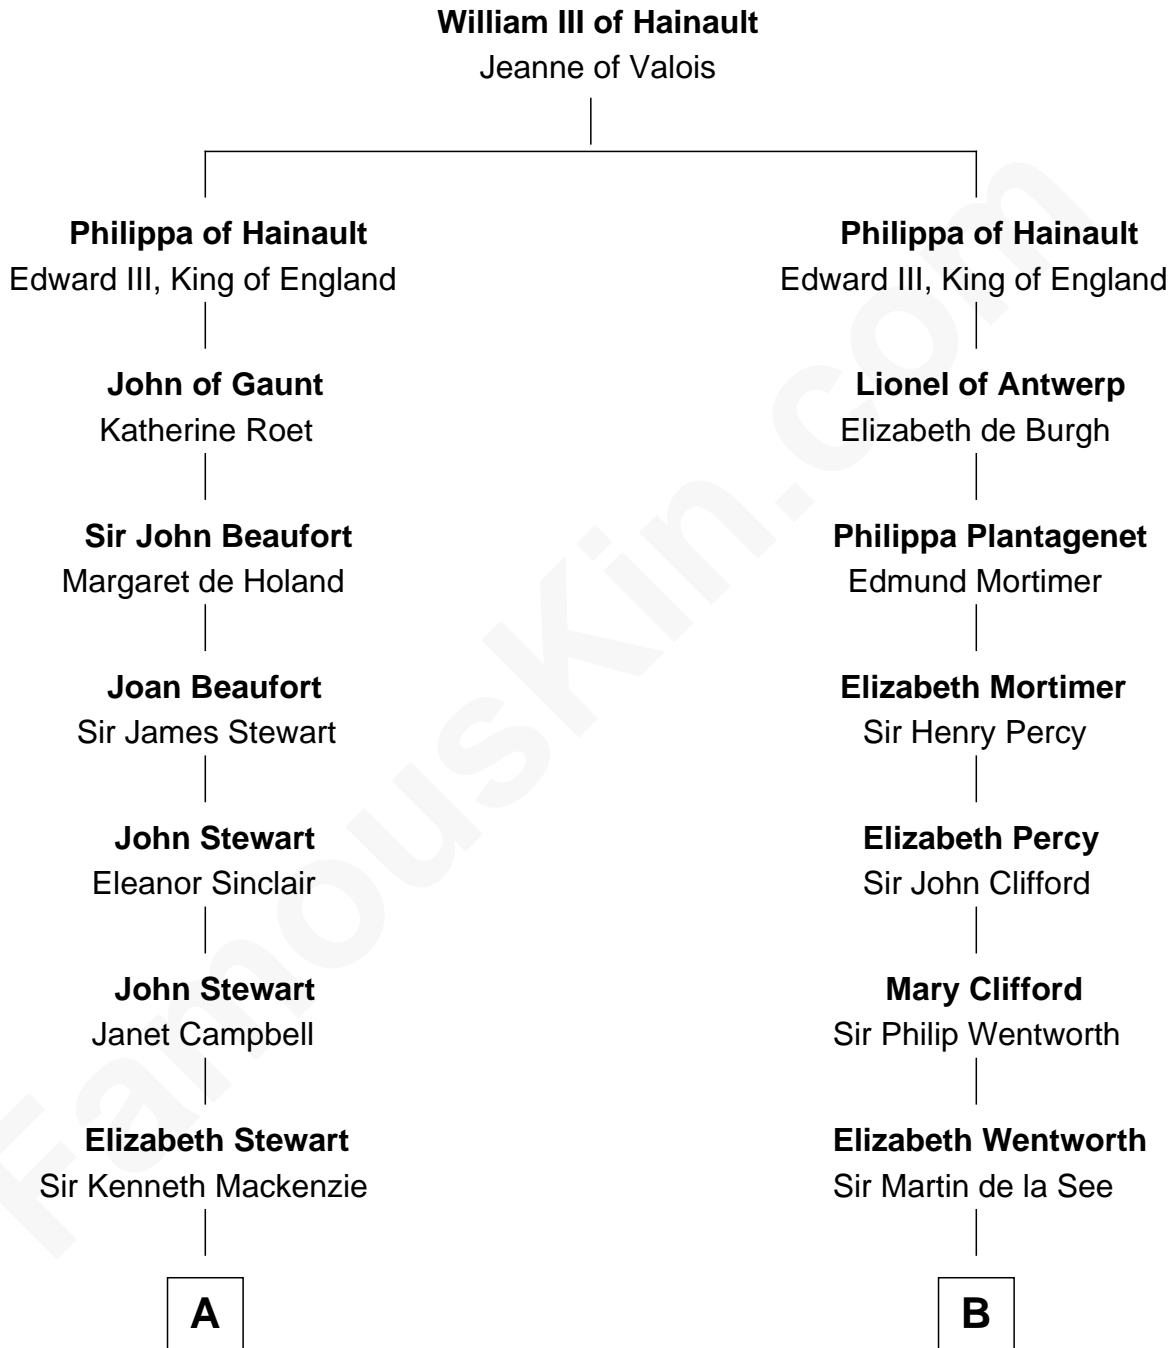 William III of Hainault
Jeanne of Valois
Philippa of Hainault
Edward III, King of England
John of Gaunt
Katherine Roet
Sir John Beaufort
Margaret de Holand
Joan Beaufort
Sir James Stewart
John Stewart
Eleanor Sinclair
John Stewart
Janet Campbell
Elizabeth Stewart
Sir Kenneth Mackenzie
A
Philippa of Hainault
Edward III, King of England
Lionel of Antwerp
Elizabeth de Burgh
Philippa Plantagenet
Edmund Mortimer
Elizabeth Mortimer
Sir Henry Percy
Elizabeth Percy
Sir John Clifford
Mary Clifford
Sir Philip Wentworth
Elizabeth Wentworth
Sir Martin de la See
B
FamousKin.com